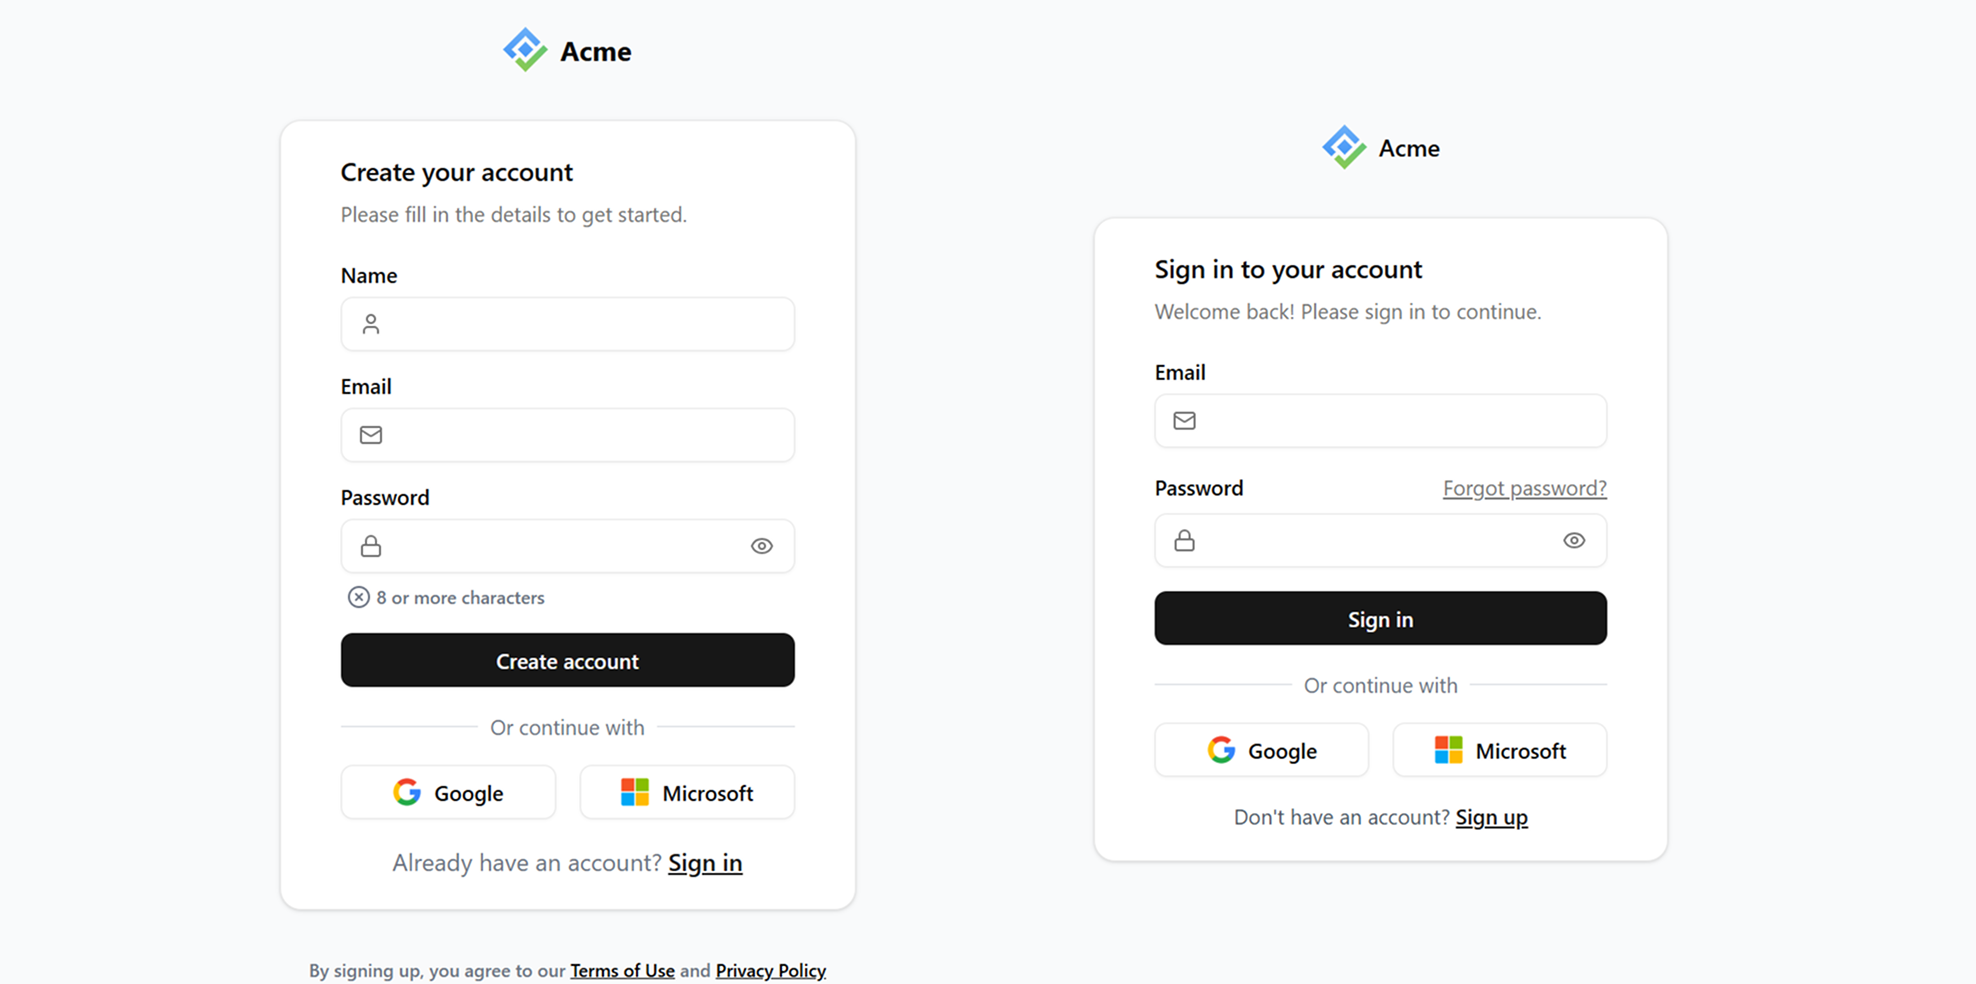 Acme
Create your account
Please fill in the details to get started.
Name
Email
Password
8 or more characters
Create account
Or continue with
Google
Microsoft
Already have an account? Sign in
By signing up, you agree to our Terms of Use and Privacy Policy
Acme
Sign in to your account
Welcome back! Please sign in to continue.
Email
Password
Forgot password?
Sign in
Or continue with
Google
Microsoft
Don't have an account? Sign up